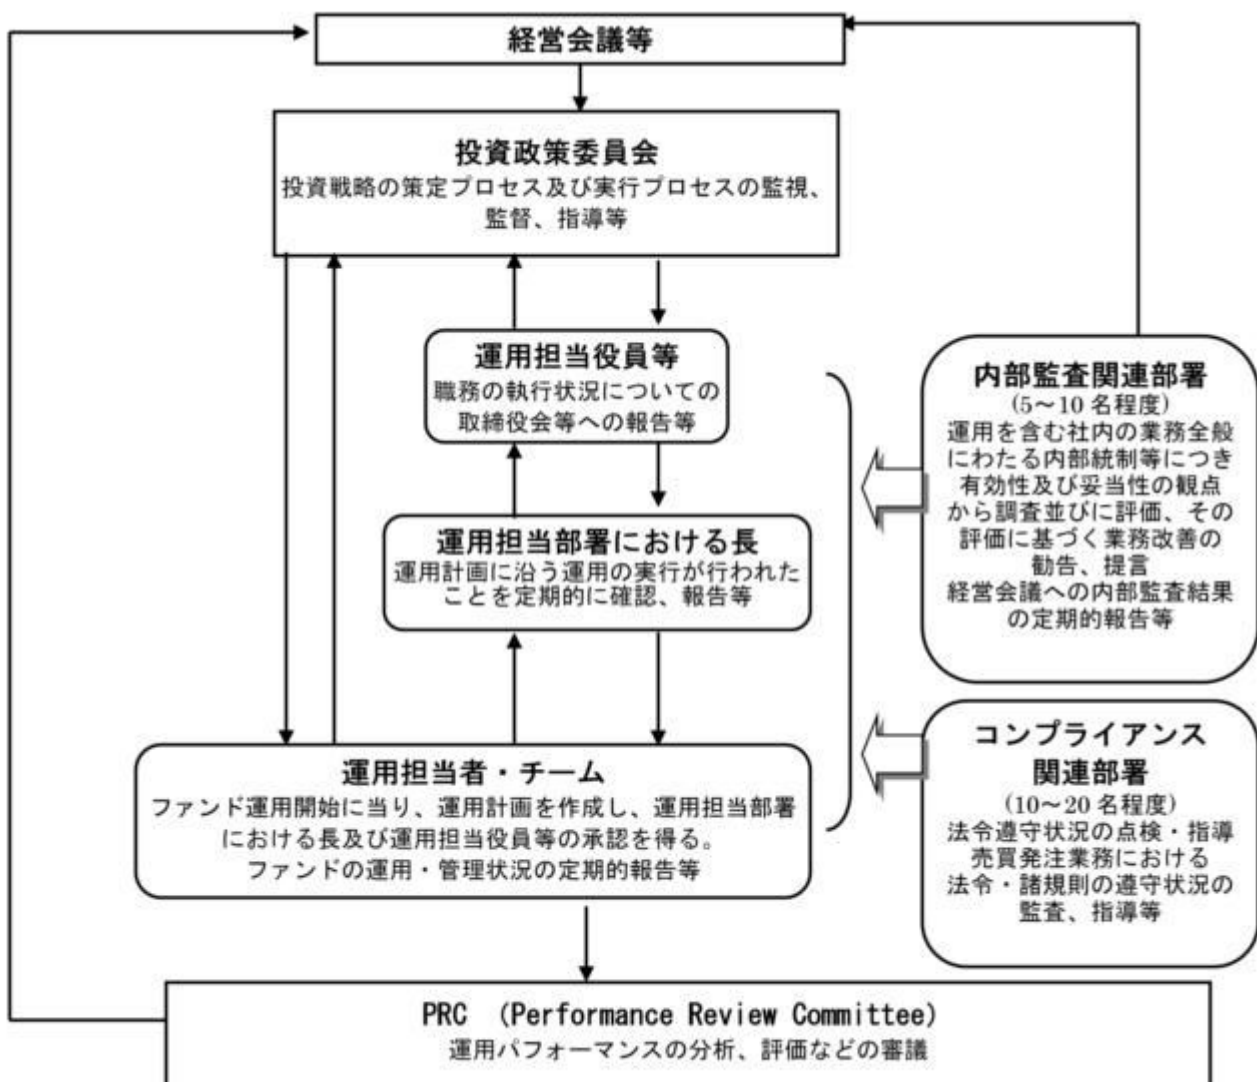 経営会議等
投資政策委員会
投資戦略の策定プロセス及び実行プロセスの監視、
監督、指導等
運用担当役員等
職務の執行状況についての
取締役会等への報告等
運用担当部署における長
運用計画に沿う運用の実行が行われた
ことを定期的に確認、報告等
運用担当者・チーム
ファンド運用開始に当り、運用計画を作成し、運用担当部署
における長及び運用担当役員等の承認を得る。
ファンドの運用・管理状況の定期的報告等
内部監査関連部署
(5～10 名程度)
運用を含む社内の業務全般
にわたる内部統制等につき
有効性及び妥当性の観点
から調査並びに評価、その
評価に基づく業務改善の
勧告、提言
経営会議への内部監査結果
の定期的報告等
コンプライアンス
関連部署
(10～20 名程度)
法令遵守状況の点検・指導
売買発注業務における
法令・諸規則の遵守状況の
監査、指導等
PRC （Performance Review Committee）
運用パフォーマンスの分析、評価などの審議